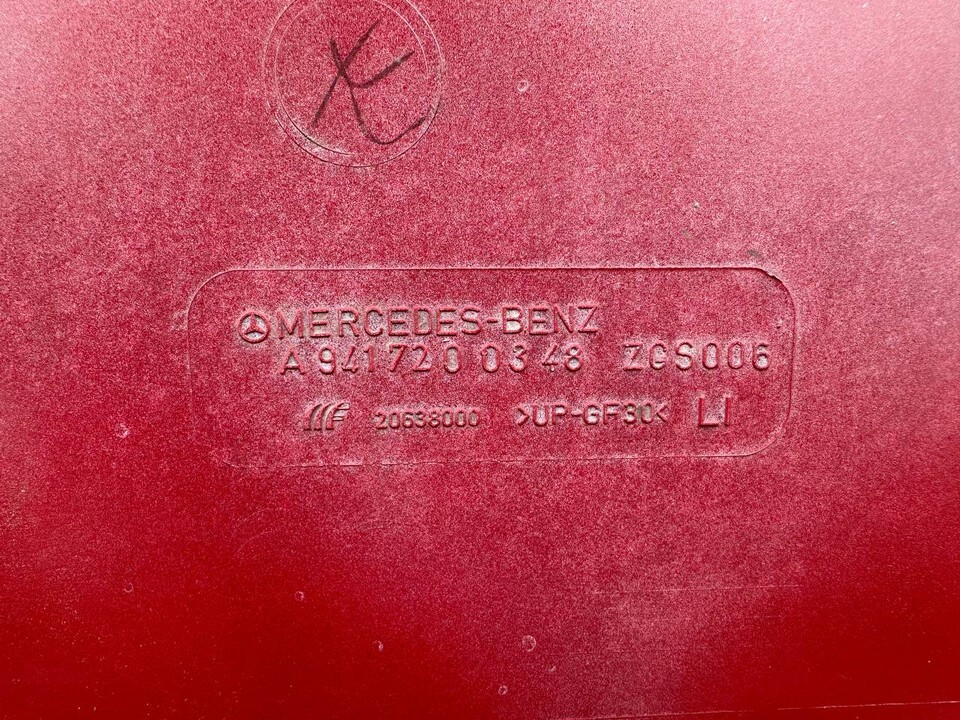 MERCEDES-BENZ
A 941 720 03 48 ZGS006
20638000 >UP-GF30< LI